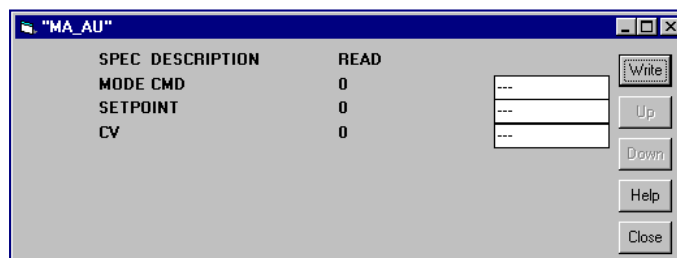 "MA_AU"
SPEC DESCRIPTION READ
MODE CMD 0 ---
SETPOINT 0 ---
CV 0 ---
Write
Up
Down
Help
Close